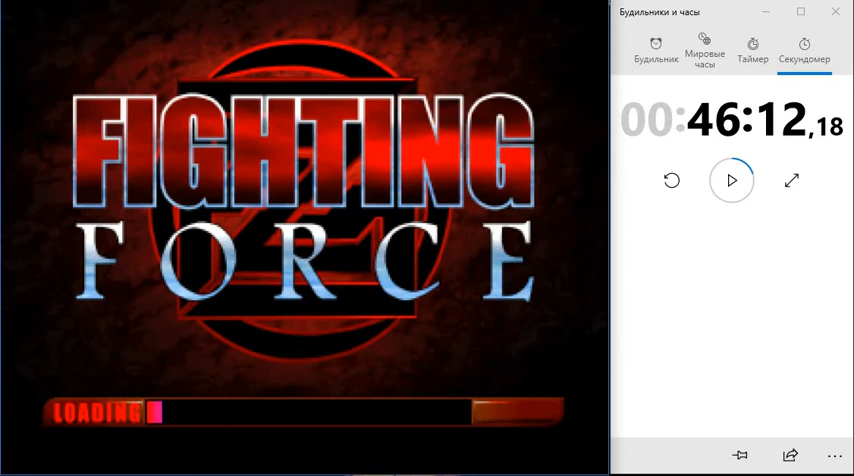 FIGHTING
FORCE
LOADING
Будильники и часы
Будильник
Мировые
часы
Таймер
Секундомер
00:46:12,18